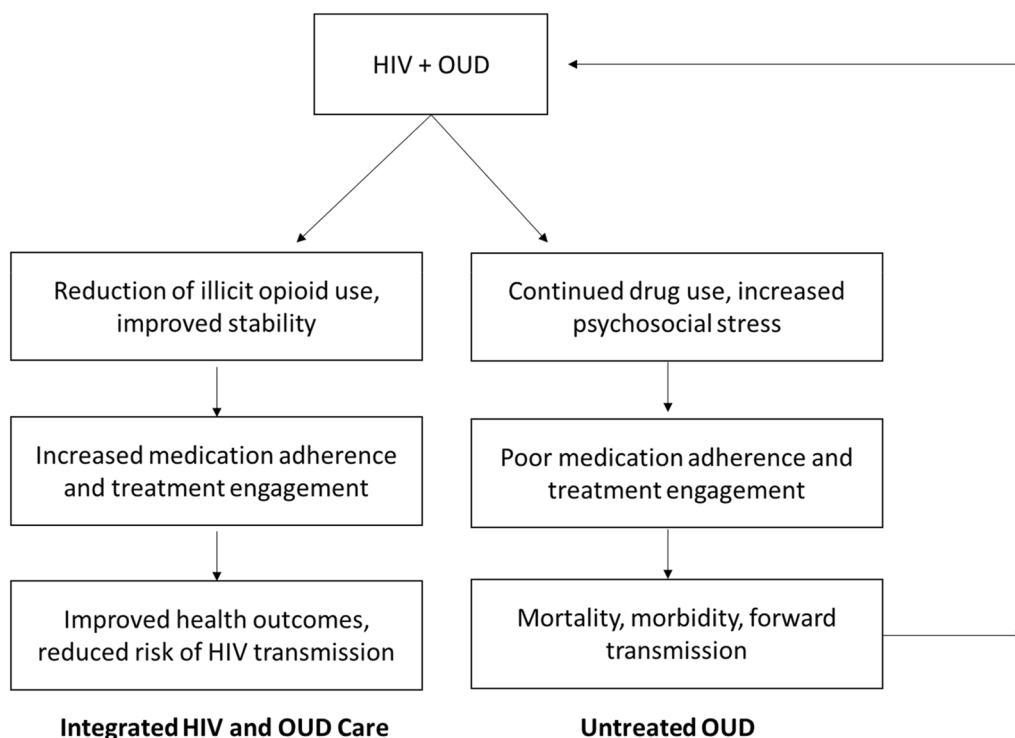 HIV + OUD
Reduction of illicit opioid use,
improved stability
Continued drug use, increased
psychosocial stress
Increased medication adherence
and treatment engagement
Poor medication adherence and
treatment engagement
Improved health outcomes,
reduced risk of HIV transmission
Mortality, morbidity, forward
transmission
Integrated HIV and OUD Care
Untreated OUD